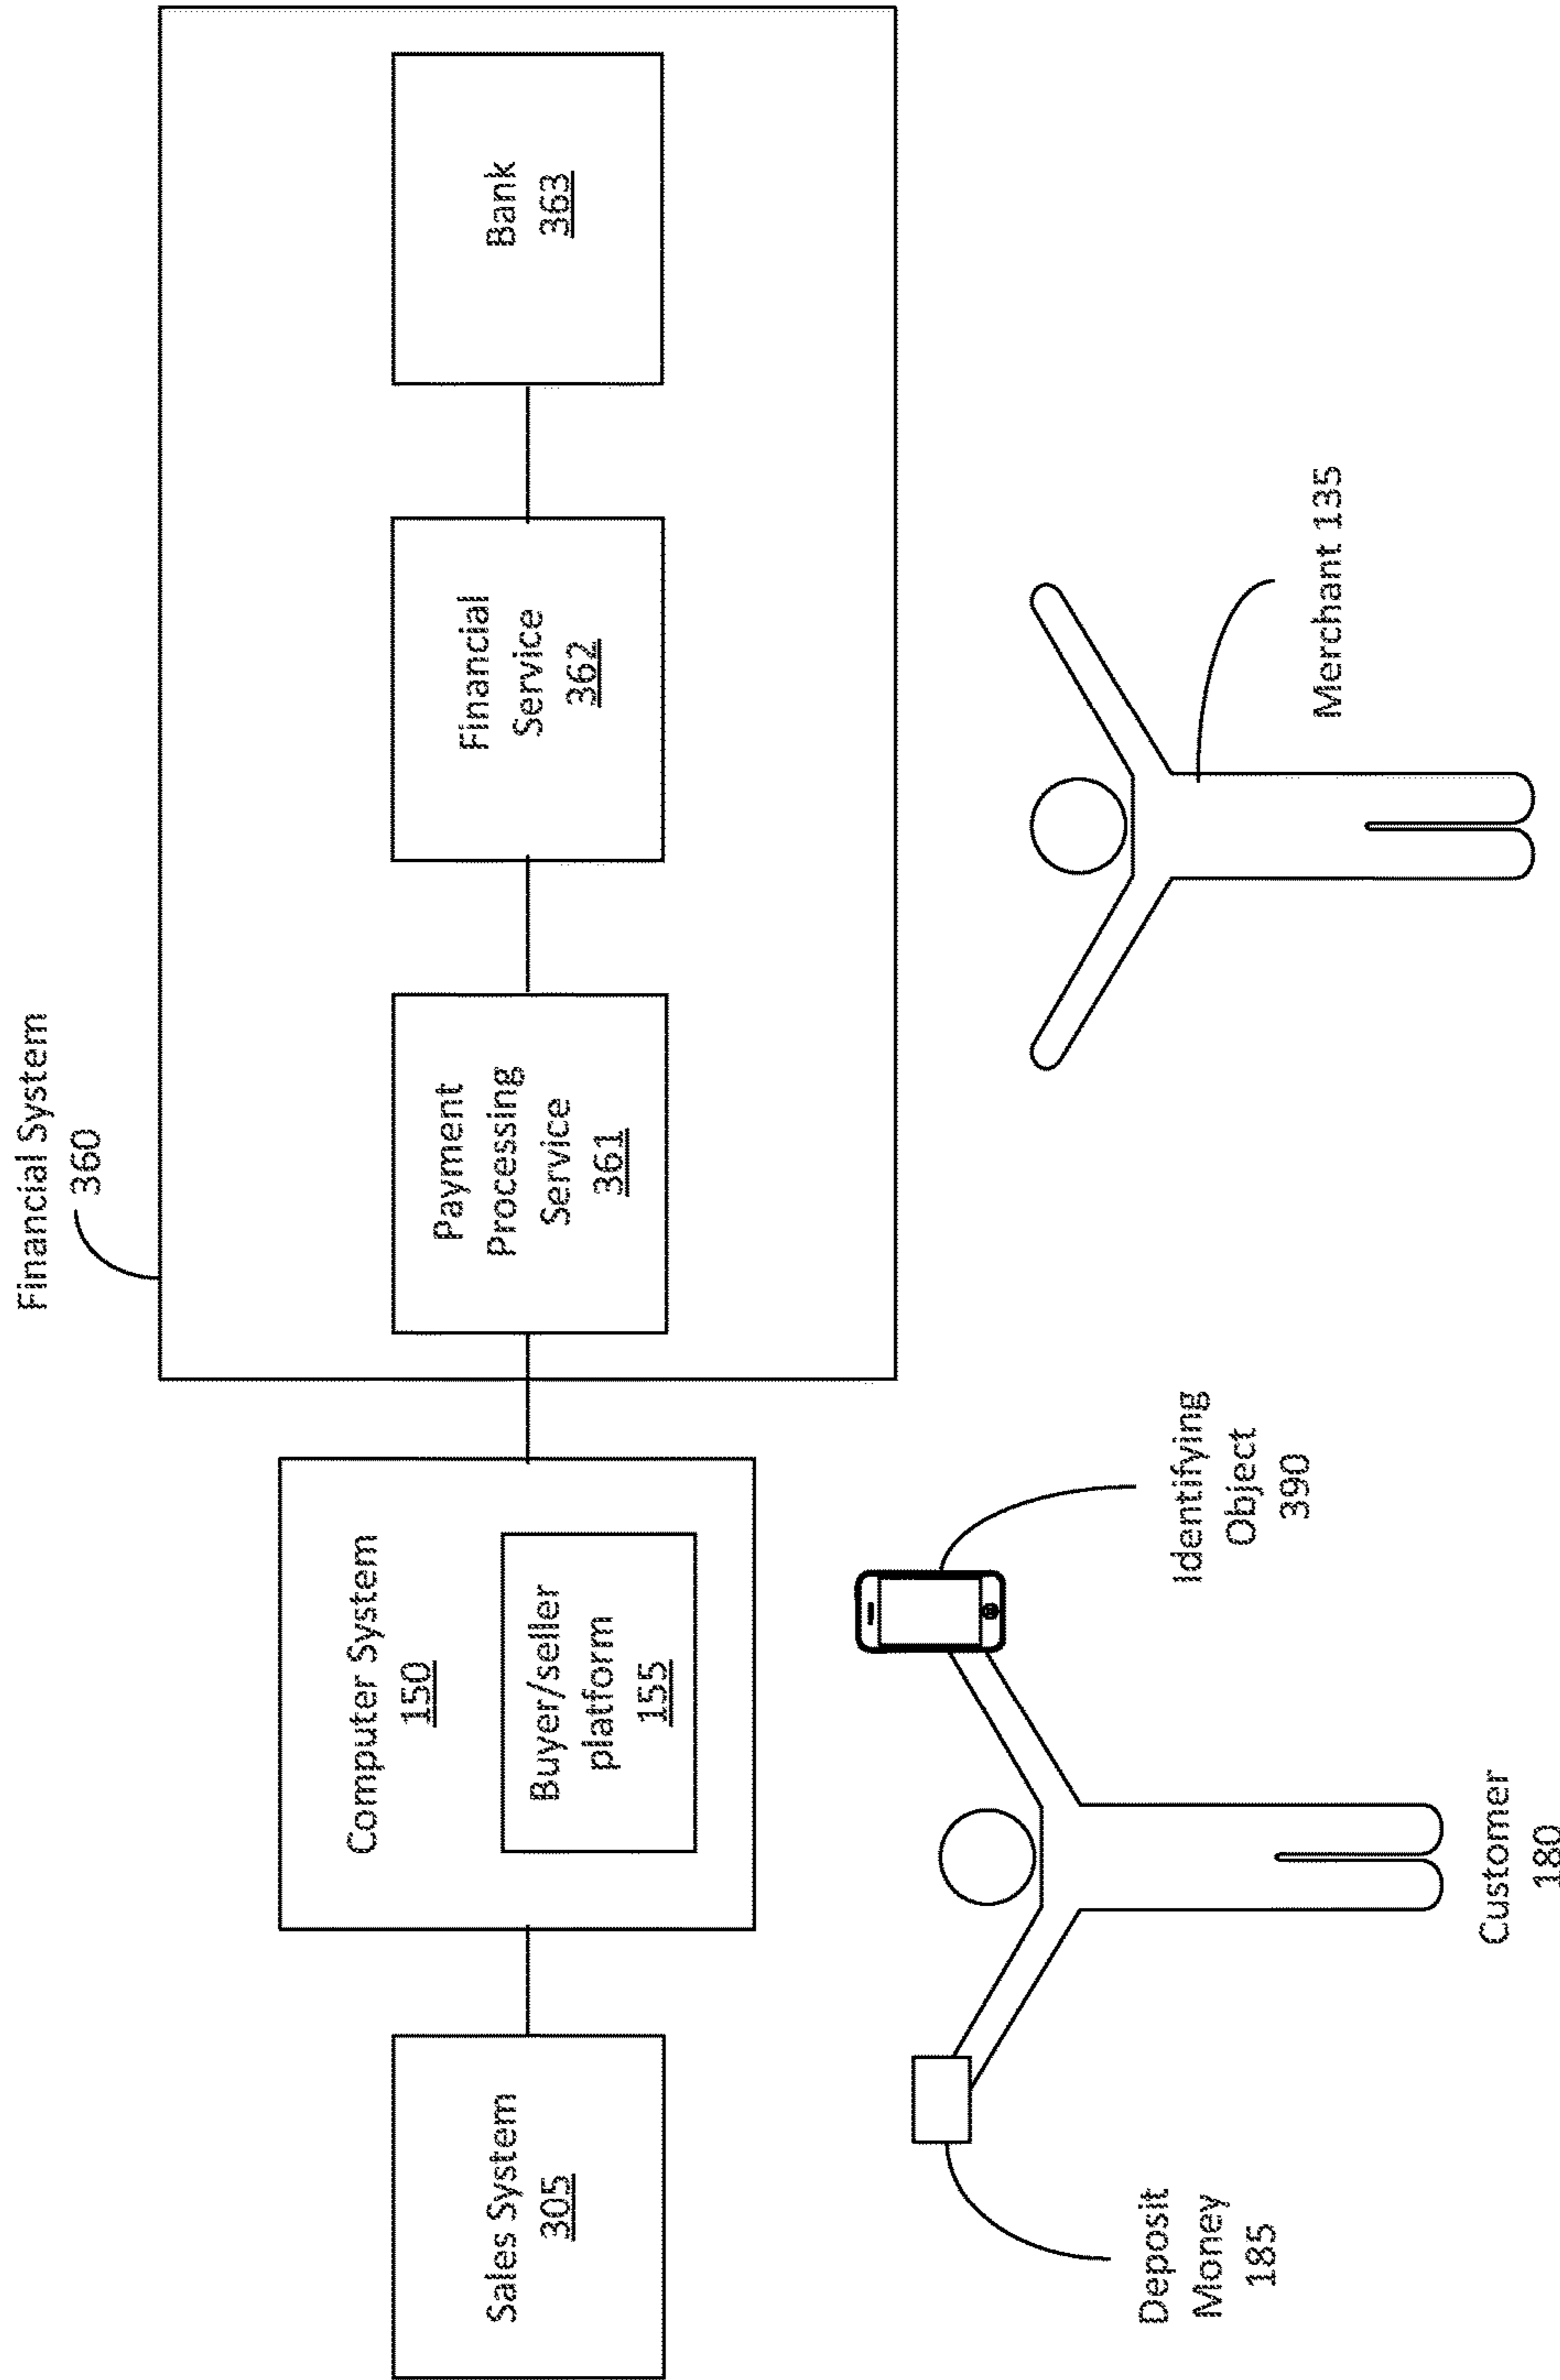 Financial System
360
Sales System
305
Computer System
150
Buyer/seller
platform
155
Payment
Processing
Service
361
Financial
Service
362
Bank
363
Deposit
Money
185
Customer
180
Identifying
Object
390
Merchant 135